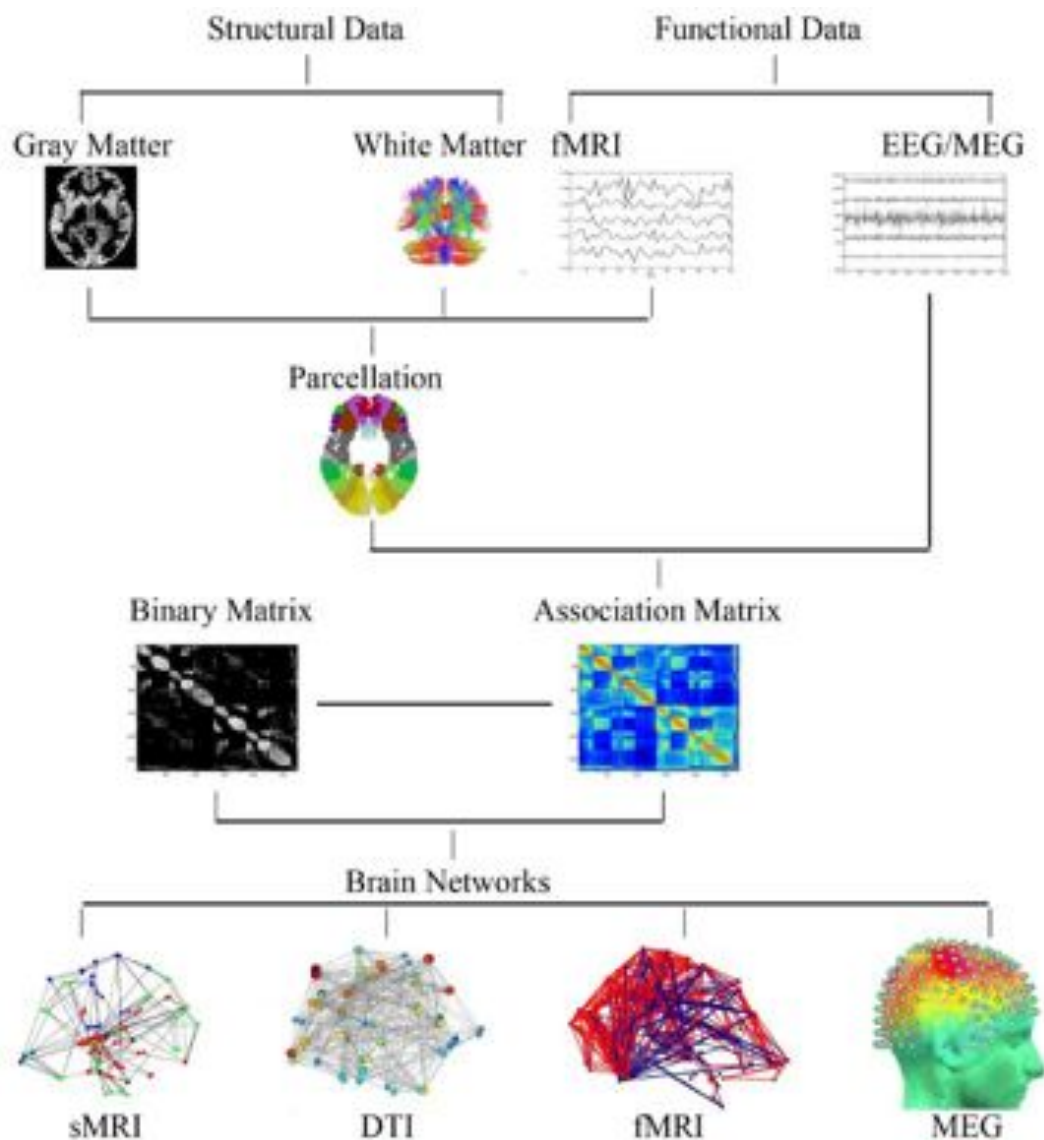 Structural Data
Functional Data
Gray Matter
White Matter
fMRI
EEG/MEG
Parcellation
Binary Matrix
Association Matrix
Brain Networks
sMRI
DTI
fMRI
MEG